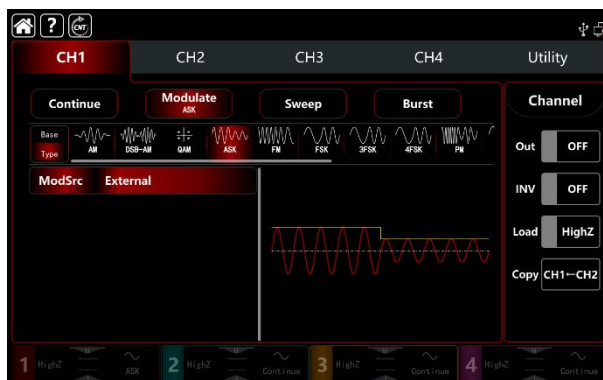 ? CNT
CH1 CH2 CH3 CH4 Utility
Continue Modulate ASK Sweep Burst Channel
Base Type AM DSB-AM QAM ASK FM FSK 3FSK 4FSK PM
Out OFF
ModSrc External
INV OFF
Load HighZ
Copy CH1←CH2
1 HighZ ASK 2 HighZ Continue 3 HighZ Continue 4 HighZ Continue